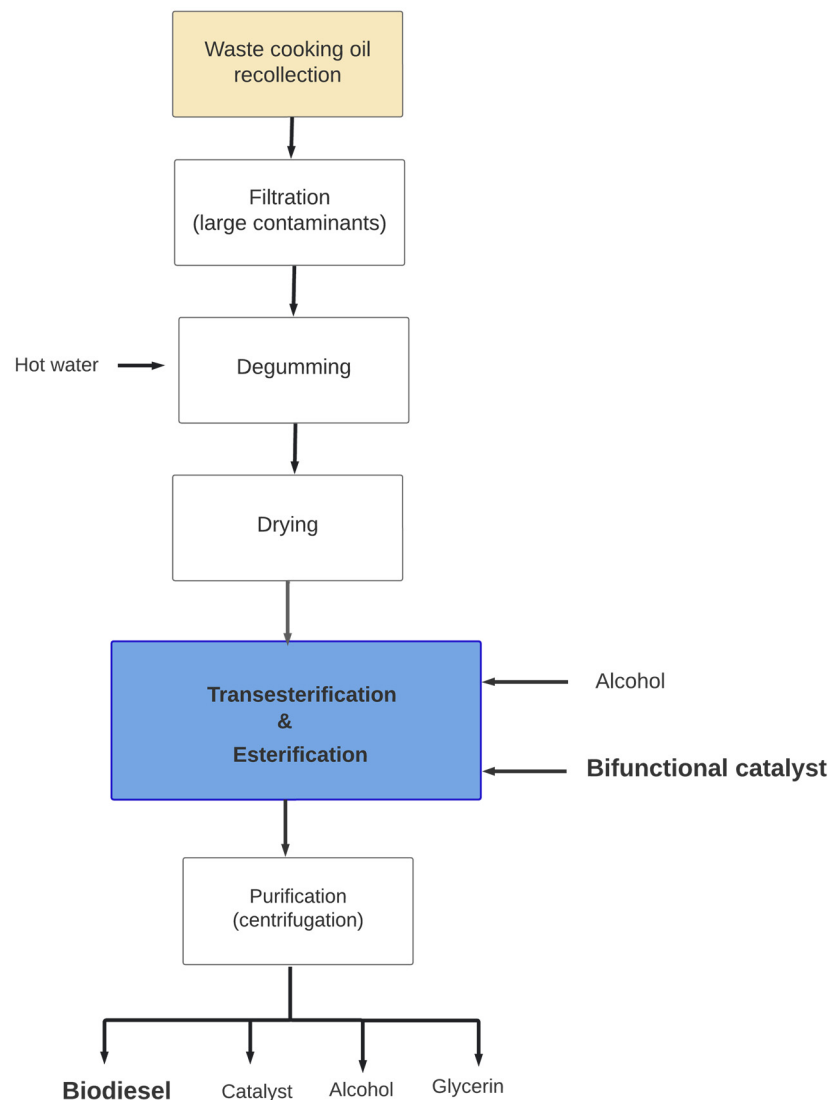 Waste cooking oil
recollection
Filtration
(large contaminants)
Hot water
Degumming
Drying
Transesterification
&
Esterification
Alcohol
Bifunctional catalyst
Purification
(centrifugation)
Biodiesel
Catalyst
Alcohol
Glycerin